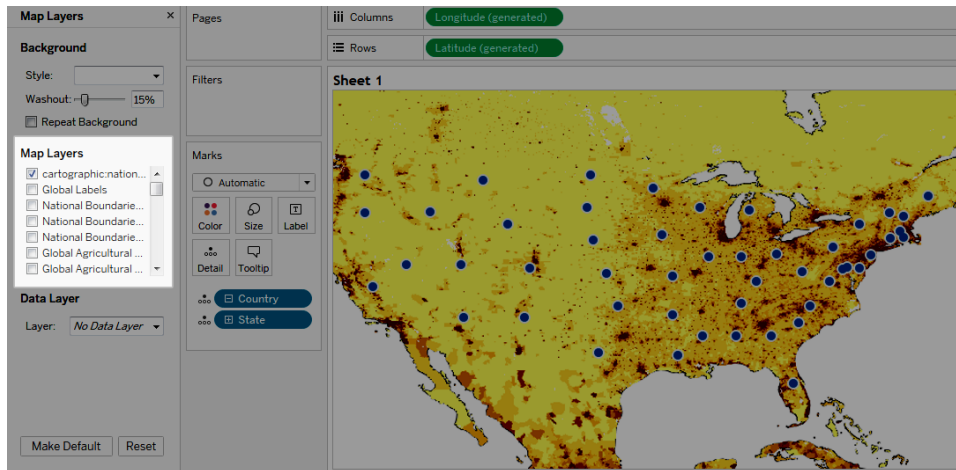 Map Layers ×
Background
Style:
Washout: 15%
Repeat Background
Map Layers
cartographic:nation...
Global Labels
National Boundarie...
National Boundarie...
National Boundarie...
Global Agricultural ...
Global Agricultural ...
Data Layer
Layer: No Data Layer
Make Default Reset
Pages
Filters
Marks
Automatic
Color Size Label
Detail Tooltip
Country
State
Columns Longitude (generated)
Rows Latitude (generated)
Sheet 1